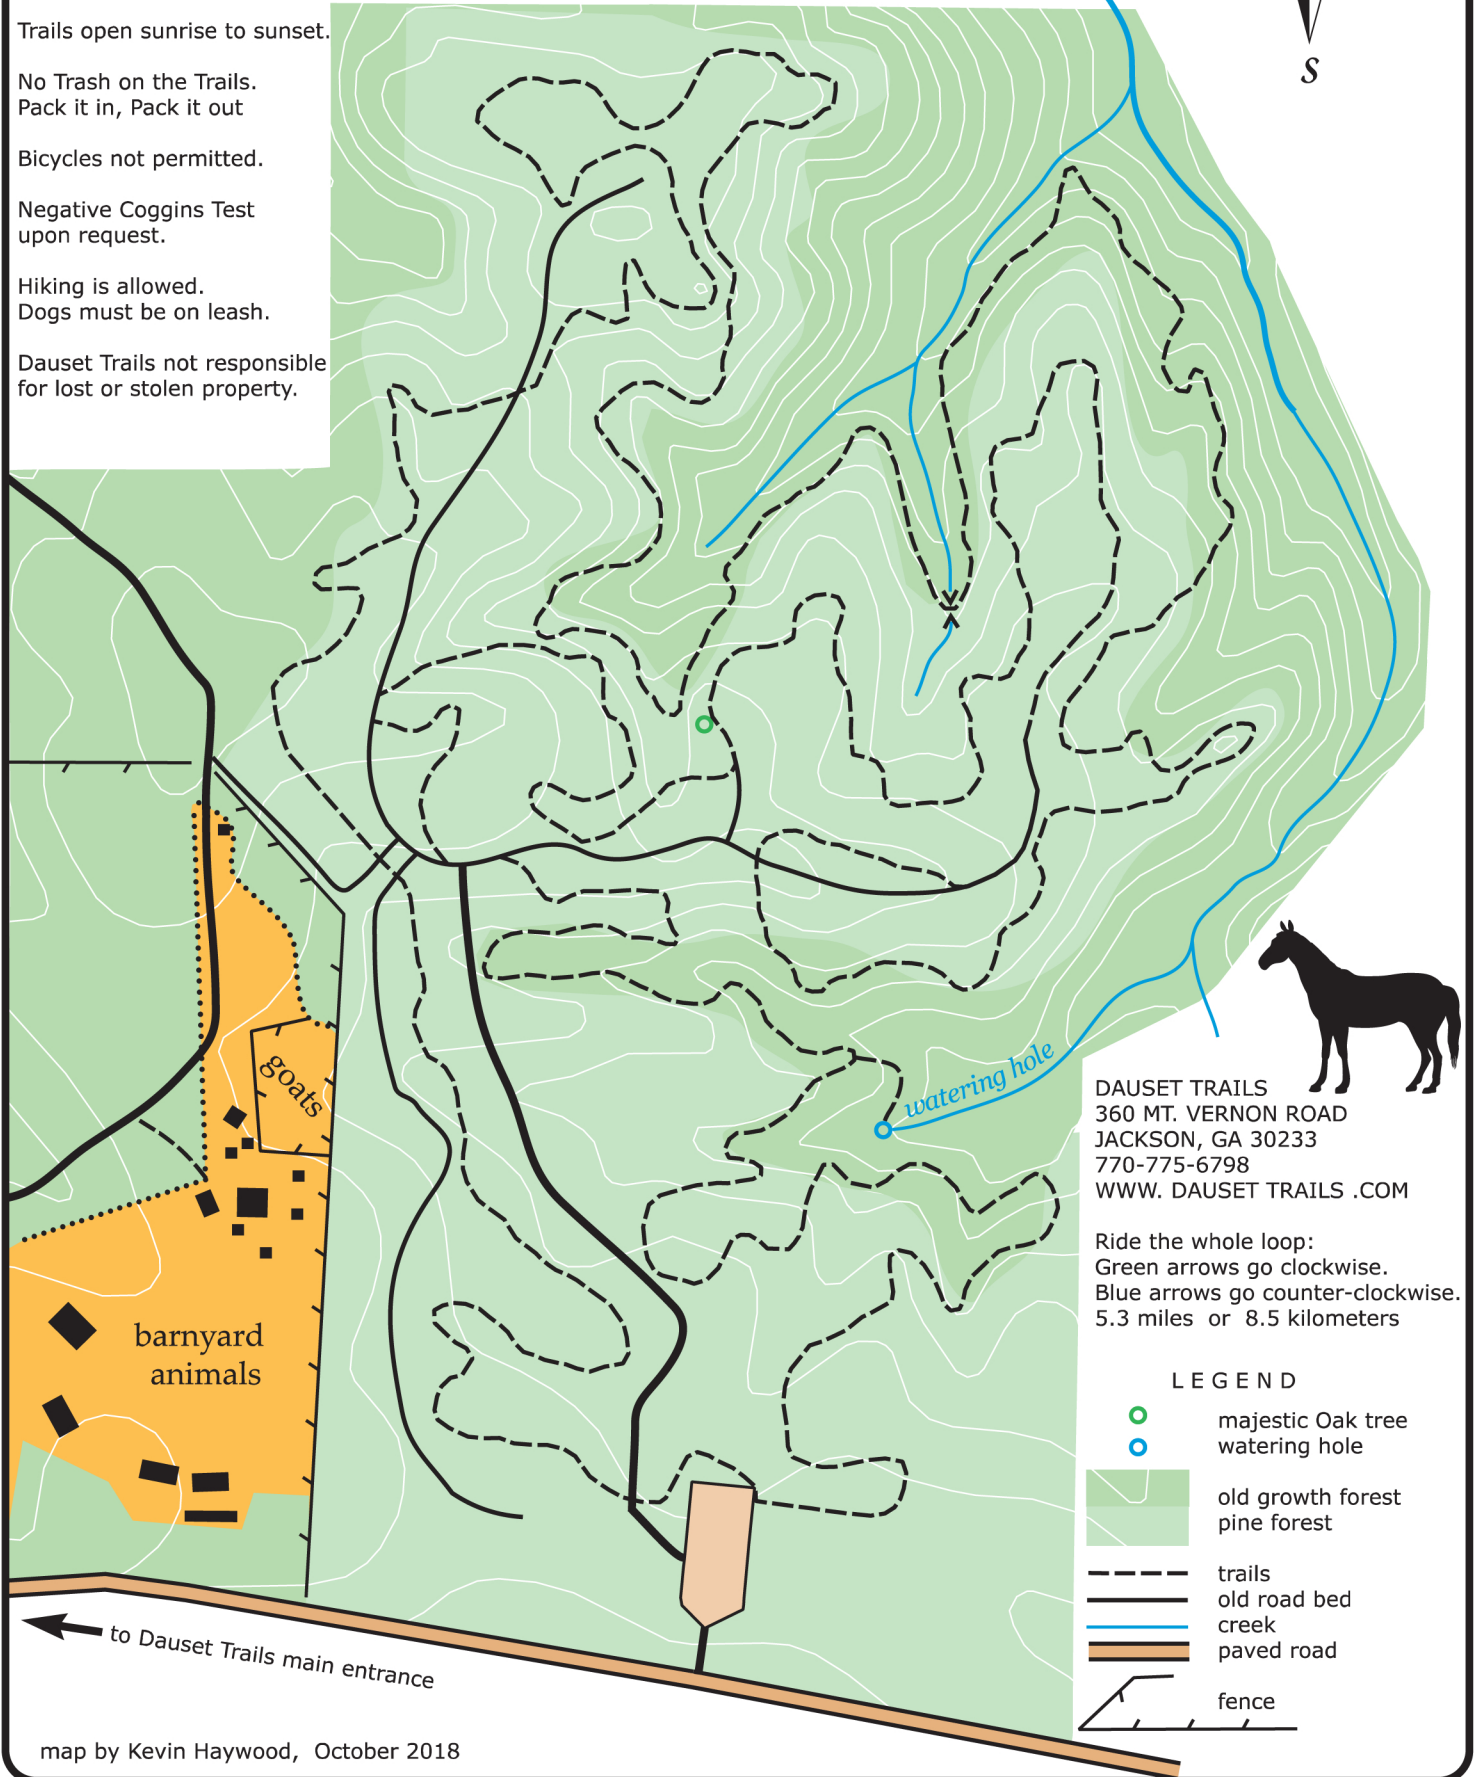 Trails open sunrise to sunset.
No Trash on the Trails.
Pack it in, Pack it out
Bicycles not permitted.
Negative Coggins Test
upon request.
Hiking is allowed.
Dogs must be on leash.
Dauset Trails not responsible
for lost or stolen property.
S
goats
barnyard
animals
watering hole
DAUSET TRAILS
360 MT. VERNON ROAD
JACKSON, GA 30233
770-775-6798
WWW. DAUSET TRAILS .COM
Ride the whole loop:
Green arrows go clockwise.
Blue arrows go counter-clockwise.
5.3 miles or 8.5 kilometers
LEGEND
majestic Oak tree
watering hole
old growth forest
pine forest
trails
old road bed
creek
paved road
fence
to Dauset Trails main entrance
map by Kevin Haywood, October 2018